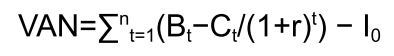 VAN=∑ⁿₜ₌₁(Bₜ−Cₜ/(1+r)ᵗ) − I₀